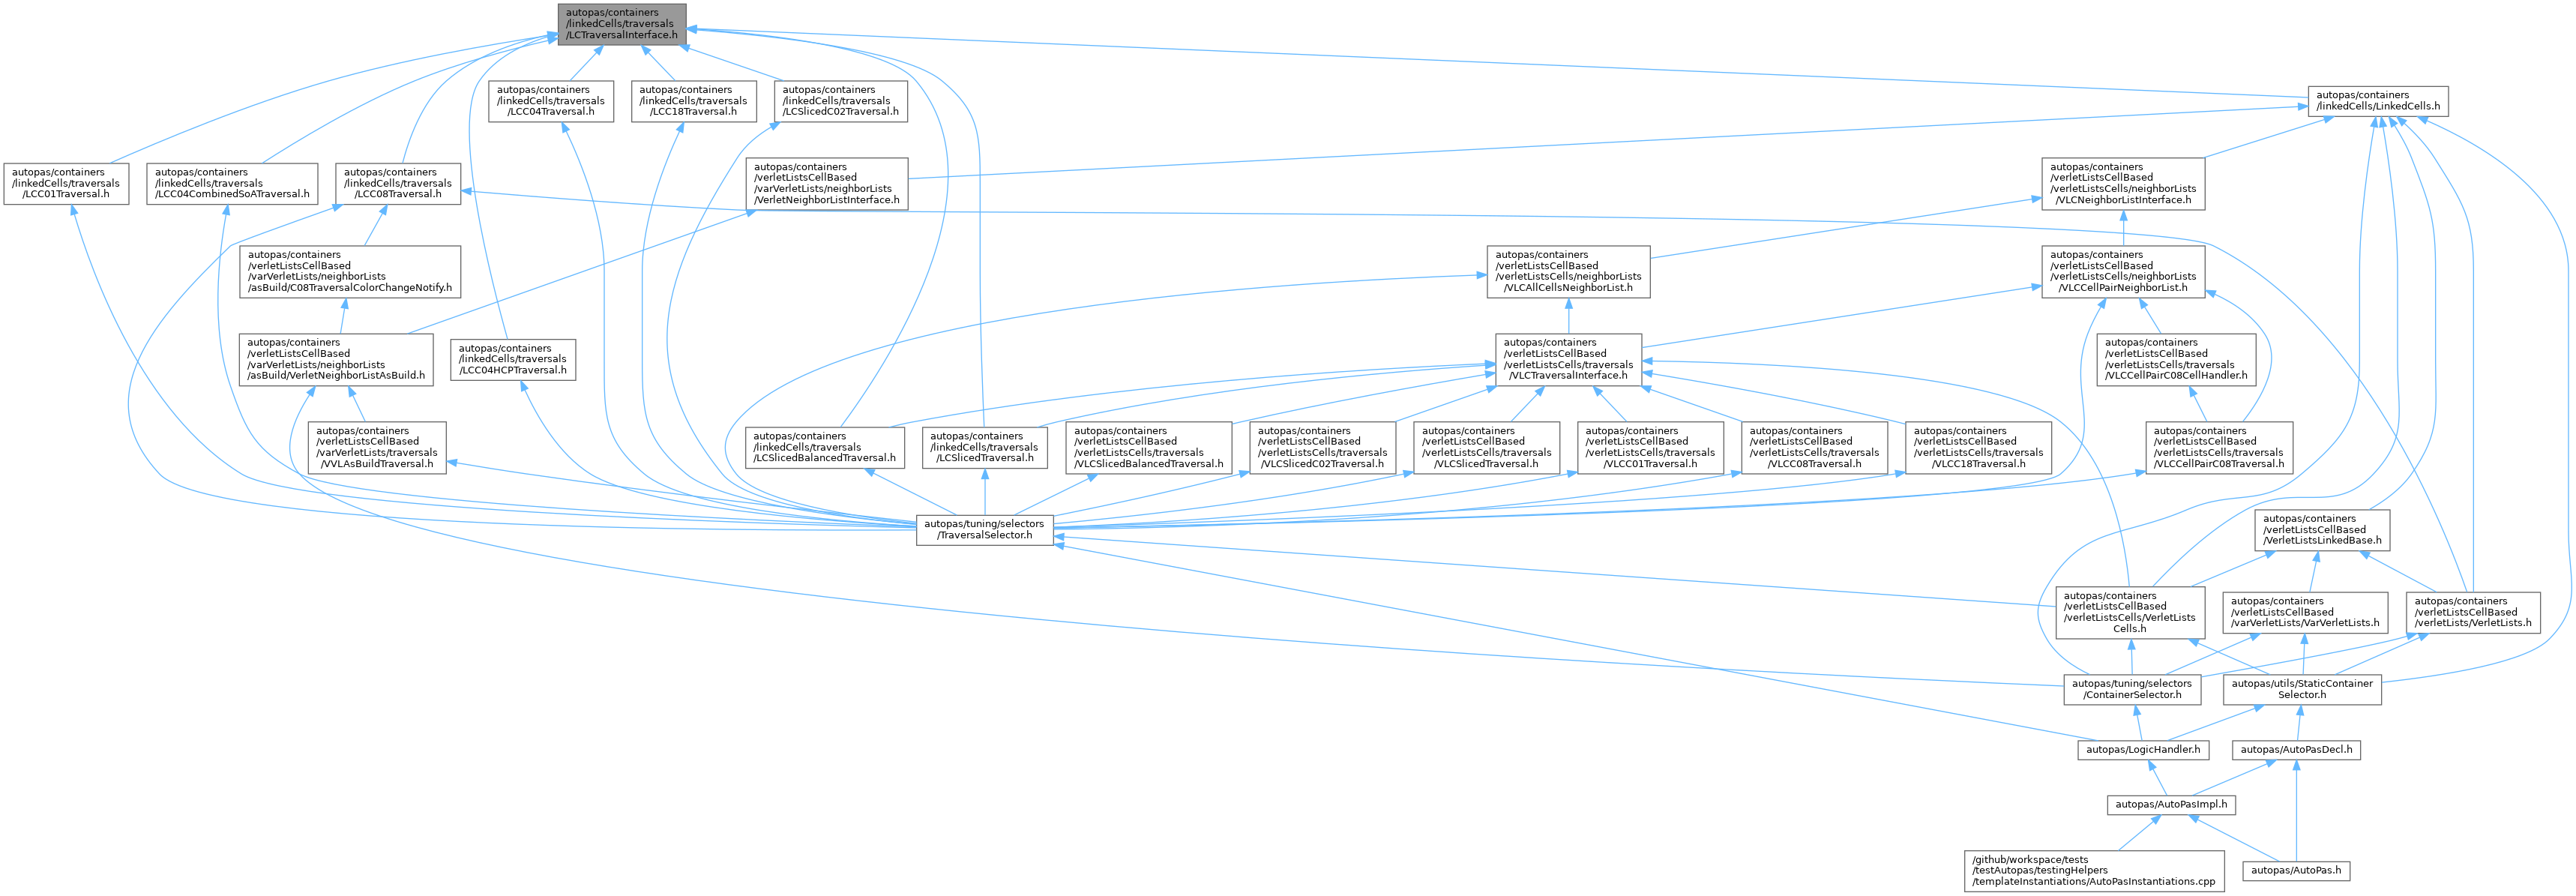 autopas/containers
/linkedCells/traversals
/LCTraversalInterface.h
autopas/containers
/linkedCells/traversals
/LCC04Traversal.h
autopas/containers
/linkedCells/traversals
/LCC18Traversal.h
autopas/containers
/linkedCells/traversals
/LCSlicedC02Traversal.h
autopas/containers
/linkedCells/LinkedCells.h
autopas/containers
/linkedCells/traversals
/LCC01Traversal.h
autopas/containers
/linkedCells/traversals
/LCC04CombinedSoATraversal.h
autopas/containers
/linkedCells/traversals
/LCC08Traversal.h
autopas/containers
/verletListsCellBased
/varVerletLists/neighborLists
/VerletNeighborListInterface.h
autopas/containers
/verletListsCellBased
/verletListsCells/neighborLists
/VLCNeighborListInterface.h
autopas/containers
/verletListsCellBased
/varVerletLists/neighborLists
/asBuild/C08TraversalColorChangeNotify.h
autopas/containers
/verletListsCellBased
/verletListsCells/neighborLists
/VLCAllCellsNeighborList.h
autopas/containers
/verletListsCellBased
/verletListsCells/neighborLists
/VLCCellPairNeighborList.h
autopas/containers
/verletListsCellBased
/varVerletLists/neighborLists
/asBuild/VerletNeighborListAsBuild.h
autopas/containers
/linkedCells/traversals
/LCC04HCPTraversal.h
autopas/containers
/verletListsCellBased
/verletListsCells/traversals
/VLCTraversalInterface.h
autopas/containers
/verletListsCellBased
/verletListsCells/traversals
/VLCCellPairC08CellHandler.h
autopas/containers
/verletListsCellBased
/varVerletLists/traversals
/VVLAsBuildTraversal.h
autopas/containers
/linkedCells/traversals
/LCSlicedBalancedTraversal.h
autopas/containers
/linkedCells/traversals
/LCSlicedTraversal.h
autopas/containers
/verletListsCellBased
/verletListsCells/traversals
/VLCSlicedBalancedTraversal.h
autopas/containers
/verletListsCellBased
/verletListsCells/traversals
/VLCSlicedC02Traversal.h
autopas/containers
/verletListsCellBased
/verletListsCells/traversals
/VLCSlicedTraversal.h
autopas/containers
/verletListsCellBased
/verletListsCells/traversals
/VLCC01Traversal.h
autopas/containers
/verletListsCellBased
/verletListsCells/traversals
/VLCC08Traversal.h
autopas/containers
/verletListsCellBased
/verletListsCells/traversals
/VLCC18Traversal.h
autopas/containers
/verletListsCellBased
/verletListsCells/traversals
/VLCCellPairC08Traversal.h
autopas/tuning/selectors
/TraversalSelector.h
autopas/containers
/verletListsCellBased
/VerletListsLinkedBase.h
autopas/containers
/verletListsCellBased
/verletListsCells/VerletLists
Cells.h
autopas/containers
/verletListsCellBased
/varVerletLists/VarVerletLists.h
autopas/containers
/verletListsCellBased
/verletLists/VerletLists.h
autopas/tuning/selectors
/ContainerSelector.h
autopas/utils/StaticContainer
Selector.h
autopas/LogicHandler.h
autopas/AutoPasDecl.h
autopas/AutoPasImpl.h
/github/workspace/tests
/testAutopas/testingHelpers
/templateInstantiations/AutoPasInstantiations.cpp
autopas/AutoPas.h